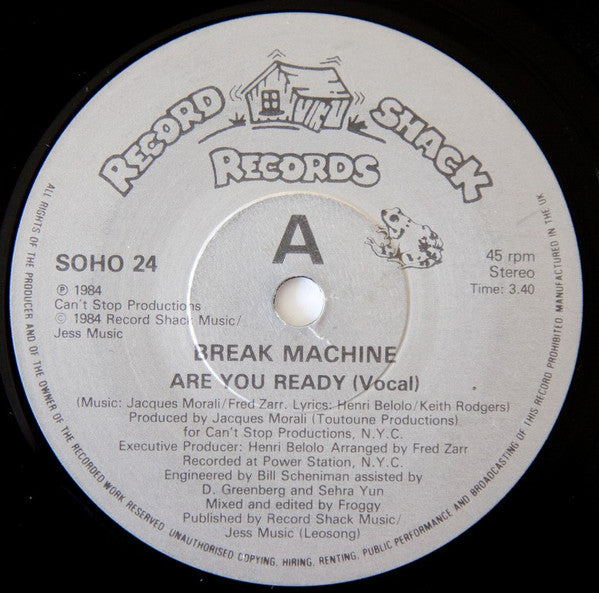 RECORD SHACK
RECORDS
A
SOHO 24
℗ 1984
Can't Stop Productions
© 1984 Record Shack Music/
Jess Music
45 rpm
Stereo
Time: 3.40
BREAK MACHINE
ARE YOU READY (Vocal)
(Music: Jacques Morali/Fred Zarr. Lyrics: Henri Belolo/Keith Rodgers)
Produced by Jacques Morali (Toutoune Productions)
for Can't Stop Productions, N.Y.C.
Executive Producer: Henri Belolo Arranged by Fred Zarr
Recorded at Power Station, N.Y.C.
Engineered by Bill Scheniman assisted by
D. Greenberg and Sehra Yun
Mixed and edited by Froggy
Published by Record Shack Music/
Jess Music (Leosong)
ALL RIGHTS OF THE PRODUCER AND OF THE OWNER OF THE RECORDED WORK RESERVED UNAUTHORISED COPYING, HIRING, RENTING, PUBLIC PERFORMANCE AND BROADCASTING OF THIS RECORD PROHIBITED MANUFACTURED IN THE UK